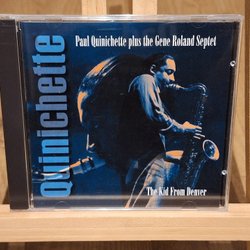 Paul Quinichette plus the Gene Roland Septet
Quinichette
The Kid From Denver